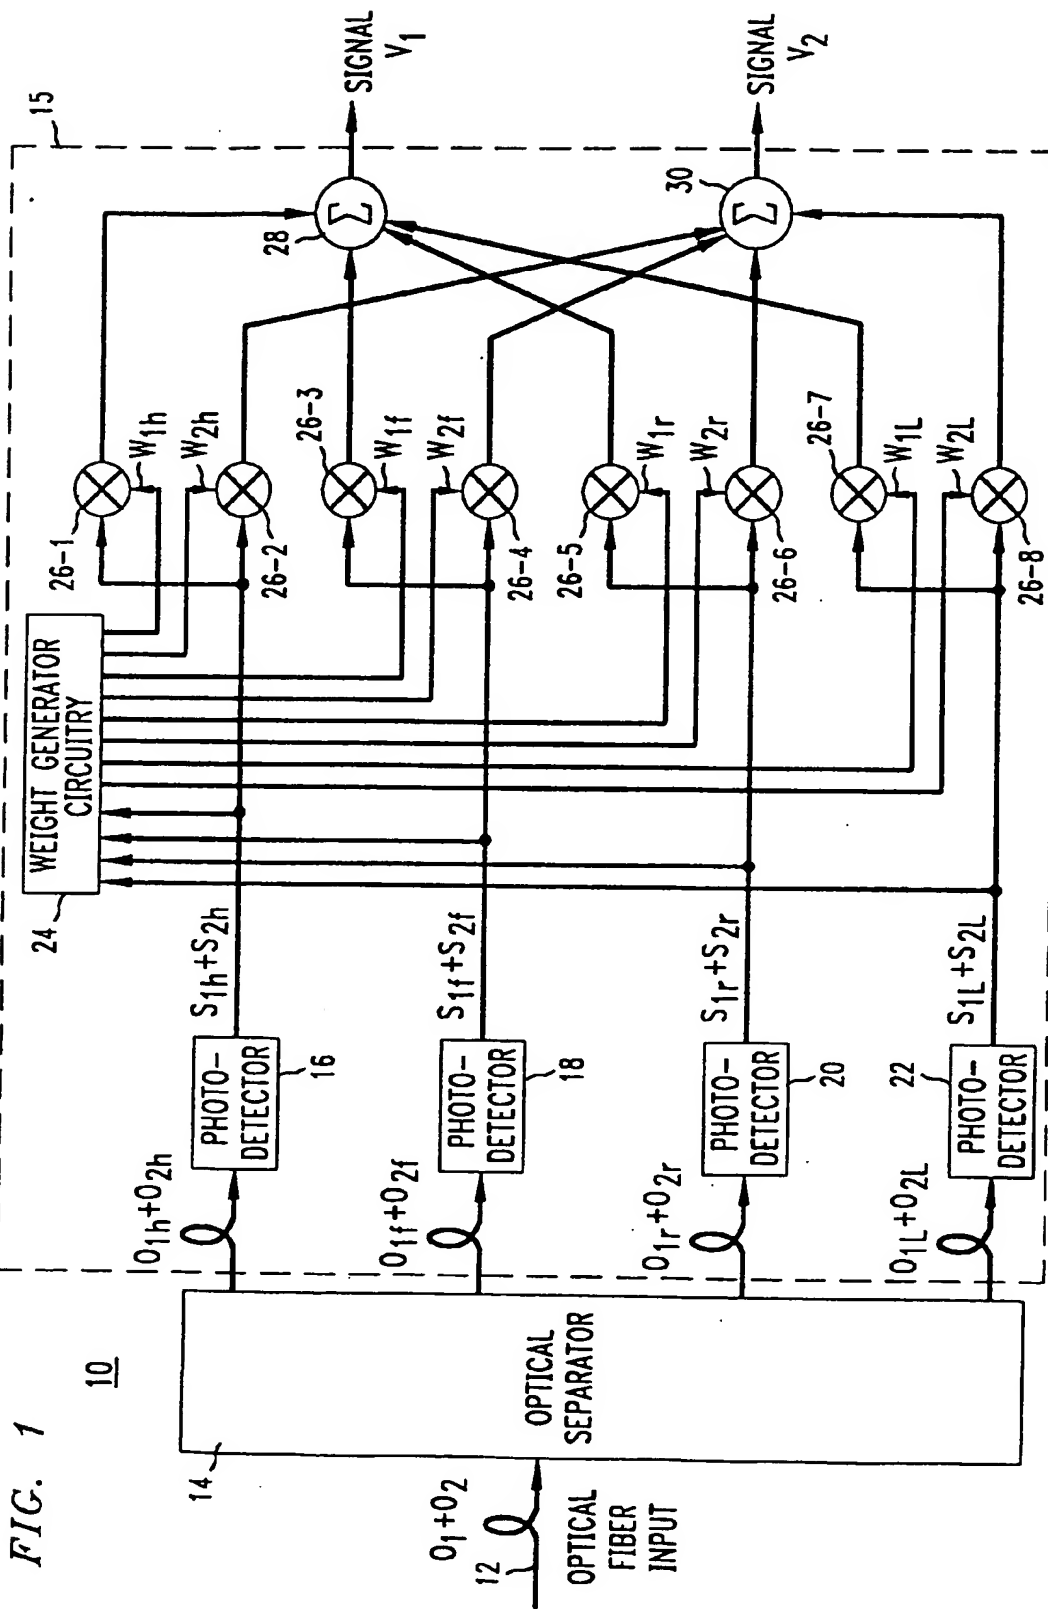 FIG. 1
10
12
O1+O2
OPTICAL
FIBER
INPUT
14
OPTICAL
SEPARATOR
15
O1h+O2h
PHOTO-
DETECTOR
16
S1h+S2h
O1f+O2f
PHOTO-
DETECTOR
18
S1f+S2f
O1r+O2r
PHOTO-
DETECTOR
20
S1r+S2r
O1L+O2L
PHOTO-
DETECTOR
22
S1L+S2L
24
WEIGHT GENERATOR
CIRCUITRY
26-1
W1h
W2h
26-2
26-3
W1f
W2f
26-4
26-5
W1r
W2r
26-6
26-7
W1L
W2L
26-8
28
Σ
SIGNAL
V1
30
Σ
SIGNAL
V2